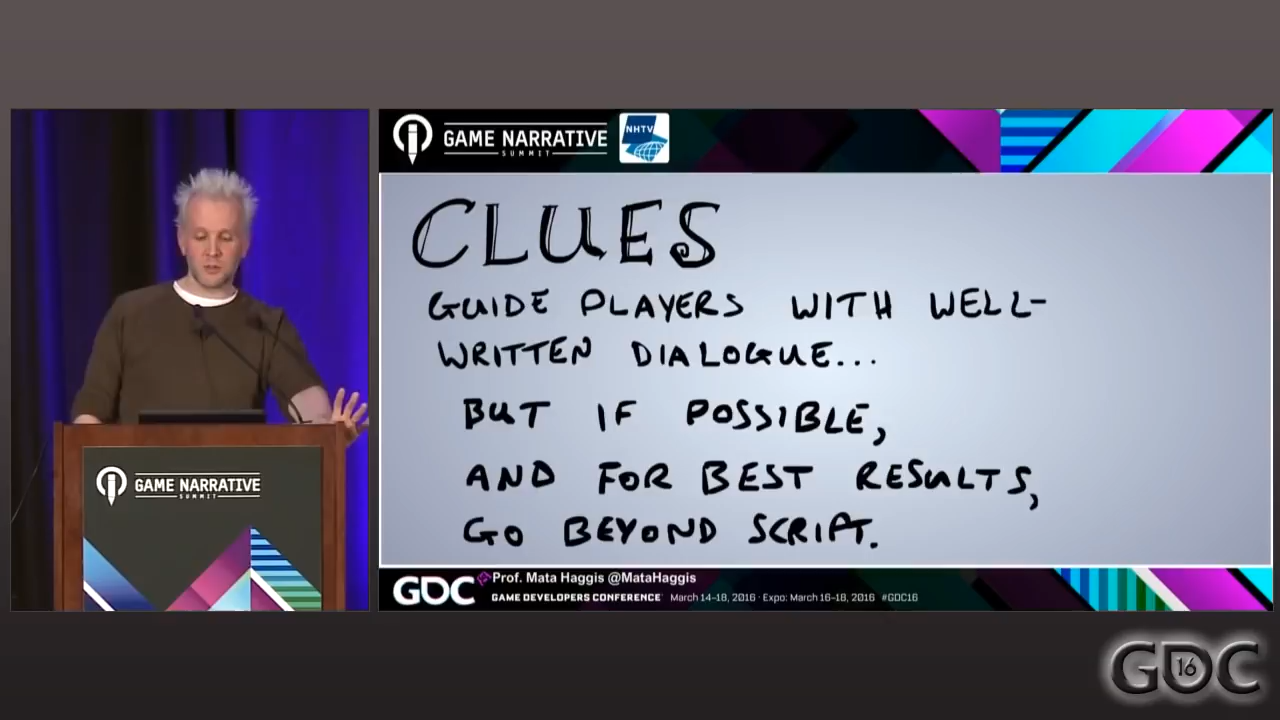 GAME NARRATIVE
SUMMIT
NHTV
CLUES
GUIDE PLAYERS WITH WELL-
WRITTEN DIALOGUE...
BUT IF POSSIBLE,
AND FOR BEST RESULTS,
GO BEYOND SCRIPT.
GAME NARRATIVE
SUMMIT
GDC
Prof. Mata Haggis @MataHaggis
GAME DEVELOPERS CONFERENCE March 14-18, 2016 · Expo: March 16-18, 2016 #GDC16
GDC
16